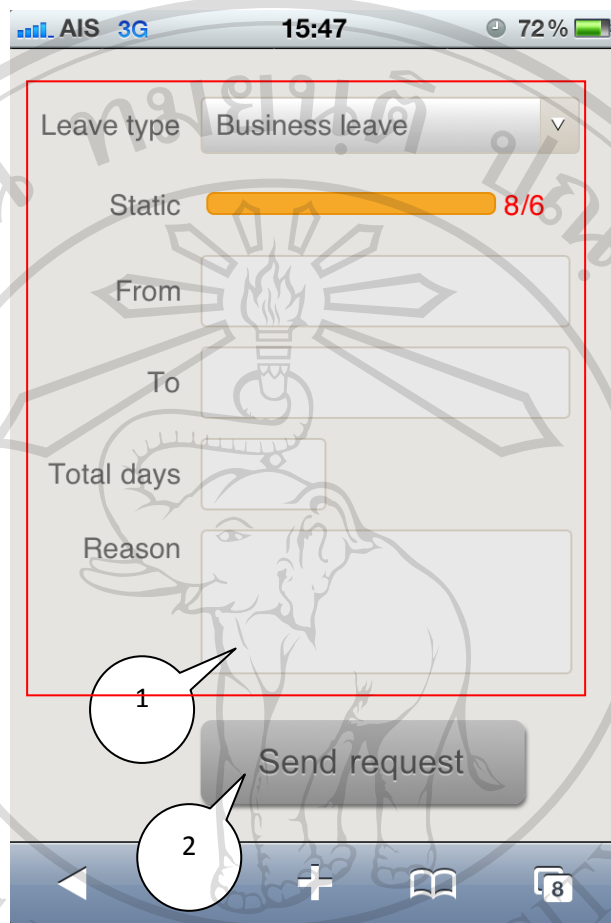 AIS 3G 15:47 72%
Leave type Business leave
Static 8/6
From
To
Total days
Reason
1
Send request
2
8